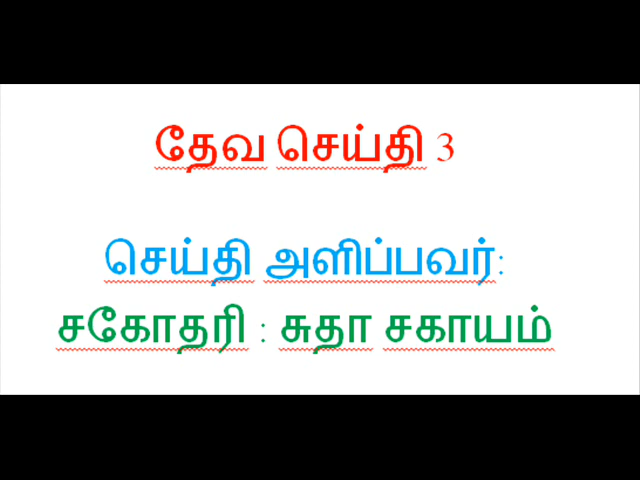 தேவ செய்தி 3
செய்தி அளிப்பவர்:
சகோதரி : சுதா சகாயம்